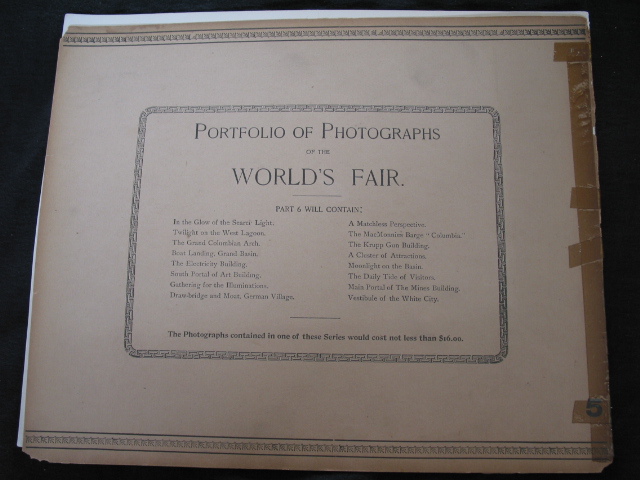 PORTFOLIO OF PHOTOGRAPHS
OF THE
WORLD'S FAIR.
PART 6 WILL CONTAIN:
In the Glow of the Search Light.
Twilight on the West Lagoon.
The Grand Columbian Arch.
Boat Landing, Grand Basin.
The Electricity Building.
South Portal of Art Building.
Gathering for the Illuminations.
Drawbridge and Moat, German Village.
A Matchless Perspective.
The MacMonnies Barge "Columbia."
The Krupp Gun Building.
A Cluster of Attractions.
Moonlight on the Basin.
The Daily Tide of Visitors.
Main Portal of The Mines Building.
Vestibule of the White City.
The Photographs contained in one of these Series would cost not less than $16.00.
5